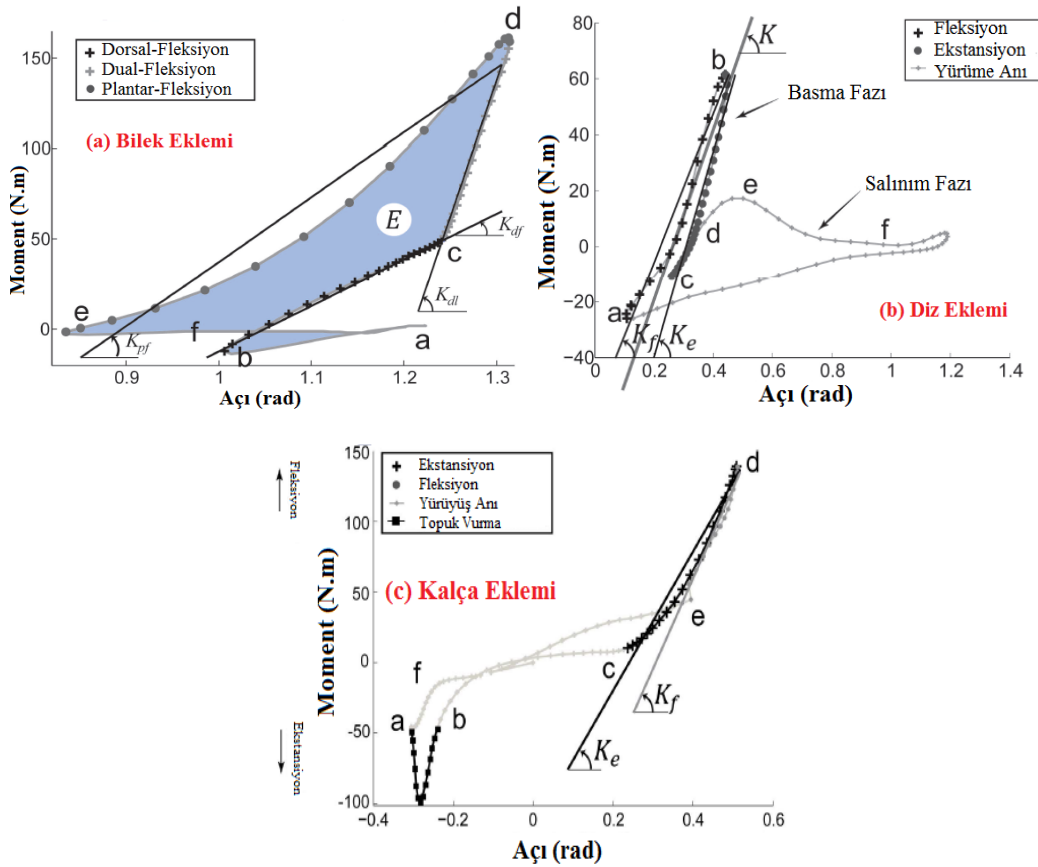 d
150
100
50
0
Moment (N.m)
Dorsal-Fleksiyon
Dual-Fleksiyon
Plantar-Fleksiyon
(a) Bilek Eklemi
E
K_df
c
K_dl
e
f
K_pf
b
a
0.9
1
1.1
1.2
1.3
Açı (rad)
80
60
40
20
0
−20
−40
Moment (N.m)
K
Fleksiyon
Ekstansiyon
Yürüme Anı
b
Basma Fazı
Salınım Fazı
e
d
f
c
a
(b) Diz Eklemi
K_f
K_e
0
0.2
0.4
0.6
0.8
1
1.2
1.4
Açı (rad)
Fleksiyon
Ekstansiyon
150
100
50
0
-50
-100
Moment (N.m)
Ekstansiyon
Fleksiyon
Yürüyüş Anı
Topuk Vurma
d
(c) Kalça Eklemi
e
c
f
K_f
a
b
K_e
−0.4
−0.2
0
0.2
0.4
0.6
Açı (rad)